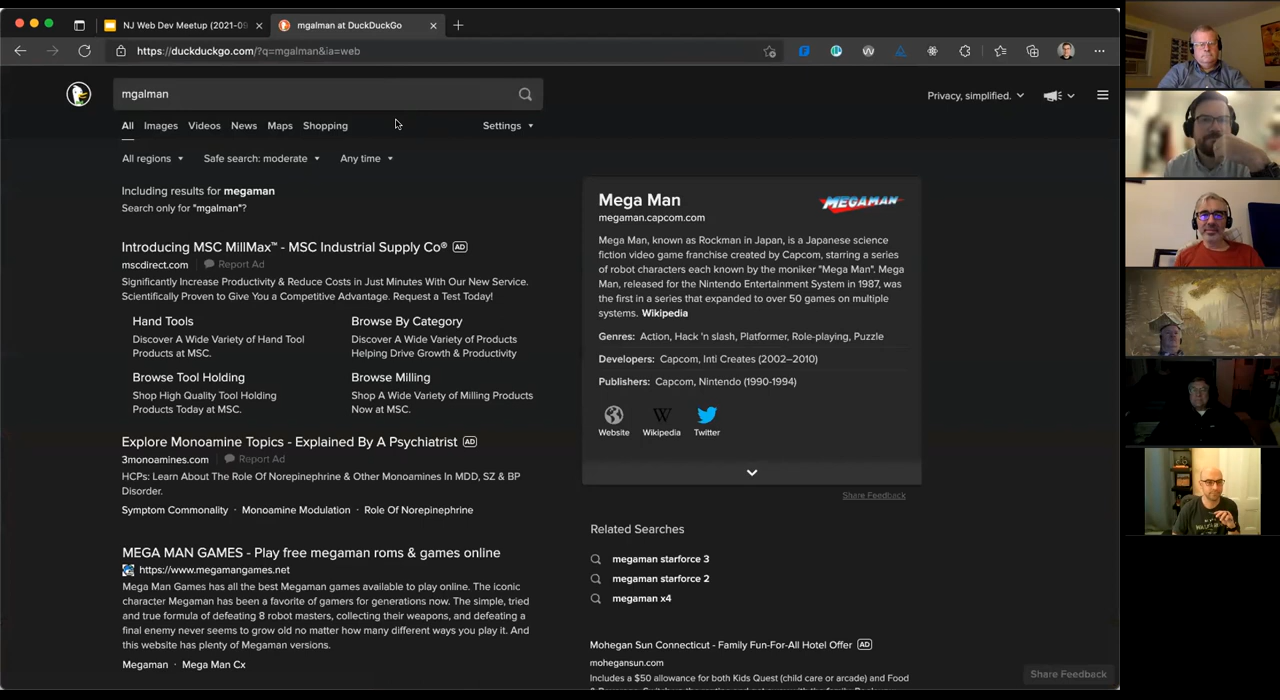 NJ Web Dev Meetup (2021-09
mgalman at DuckDuckGo
https://duckduckgo.com/?q=mgalman&ia=web
mgalman
Privacy, simplified.
All Images Videos News Maps Shopping Settings
All regions Safe search: moderate Any time
Including results for megaman
Search only for "mgalman"?
Introducing MSC MillMax™ - MSC Industrial Supply Co® AD
mscdirect.com Report Ad
Significantly Increase Productivity & Reduce Costs in Just Minutes With Our New Service.
Scientifically Proven to Give You a Competitive Advantage. Request a Test Today!
Hand Tools
Discover A Wide Variety of Hand Tool
Products at MSC.
Browse By Category
Discover A Wide Variety of Products
Helping Drive Growth & Productivity
Browse Tool Holding
Shop High Quality Tool Holding
Products Today at MSC.
Browse Milling
Shop A Wide Variety of Milling Products
Now at MSC.
Explore Monoamine Topics - Explained By A Psychiatrist AD
3monoamines.com Report Ad
HCPs: Learn About The Role Of Norepinephrine & Other Monoamines In MDD, SZ & BP
Disorder.
Symptom Commonality · Monoamine Modulation · Role Of Norepinephrine
MEGA MAN GAMES - Play free megaman roms & games online
https://www.megamangames.net
Mega Man Games has all the best Megaman games available to play online. The iconic
character Megaman has been a favorite of gamers for generations now. The simple, tried
and true formula of defeating 8 robot masters, collecting their weapons, and defeating a
final enemy never seems to grow old no matter how many different ways you play it. And
this website has plenty of Megaman versions.
Megaman · Mega Man Cx
Mega Man
MEGAMAN
megaman.capcom.com
Mega Man, known as Rockman in Japan, is a Japanese science
fiction video game franchise created by Capcom, starring a series
of robot characters each known by the moniker "Mega Man". Mega
Man, released for the Nintendo Entertainment System in 1987, was
the first in a series that expanded to over 50 games on multiple
systems. Wikipedia
Genres: Action, Hack 'n slash, Platformer, Role-playing, Puzzle
Developers: Capcom, Inti Creates (2002–2010)
Publishers: Capcom, Nintendo (1990-1994)
W
Website Wikipedia Twitter
Share Feedback
Related Searches
megaman starforce 3
megaman starforce 2
megaman x4
Mohegan Sun Connecticut - Family Fun-For-All Hotel Offer AD
mohegansun.com
Includes a $50 allowance for both Kids Quest (child care or arcade) and Food
Share Feedback